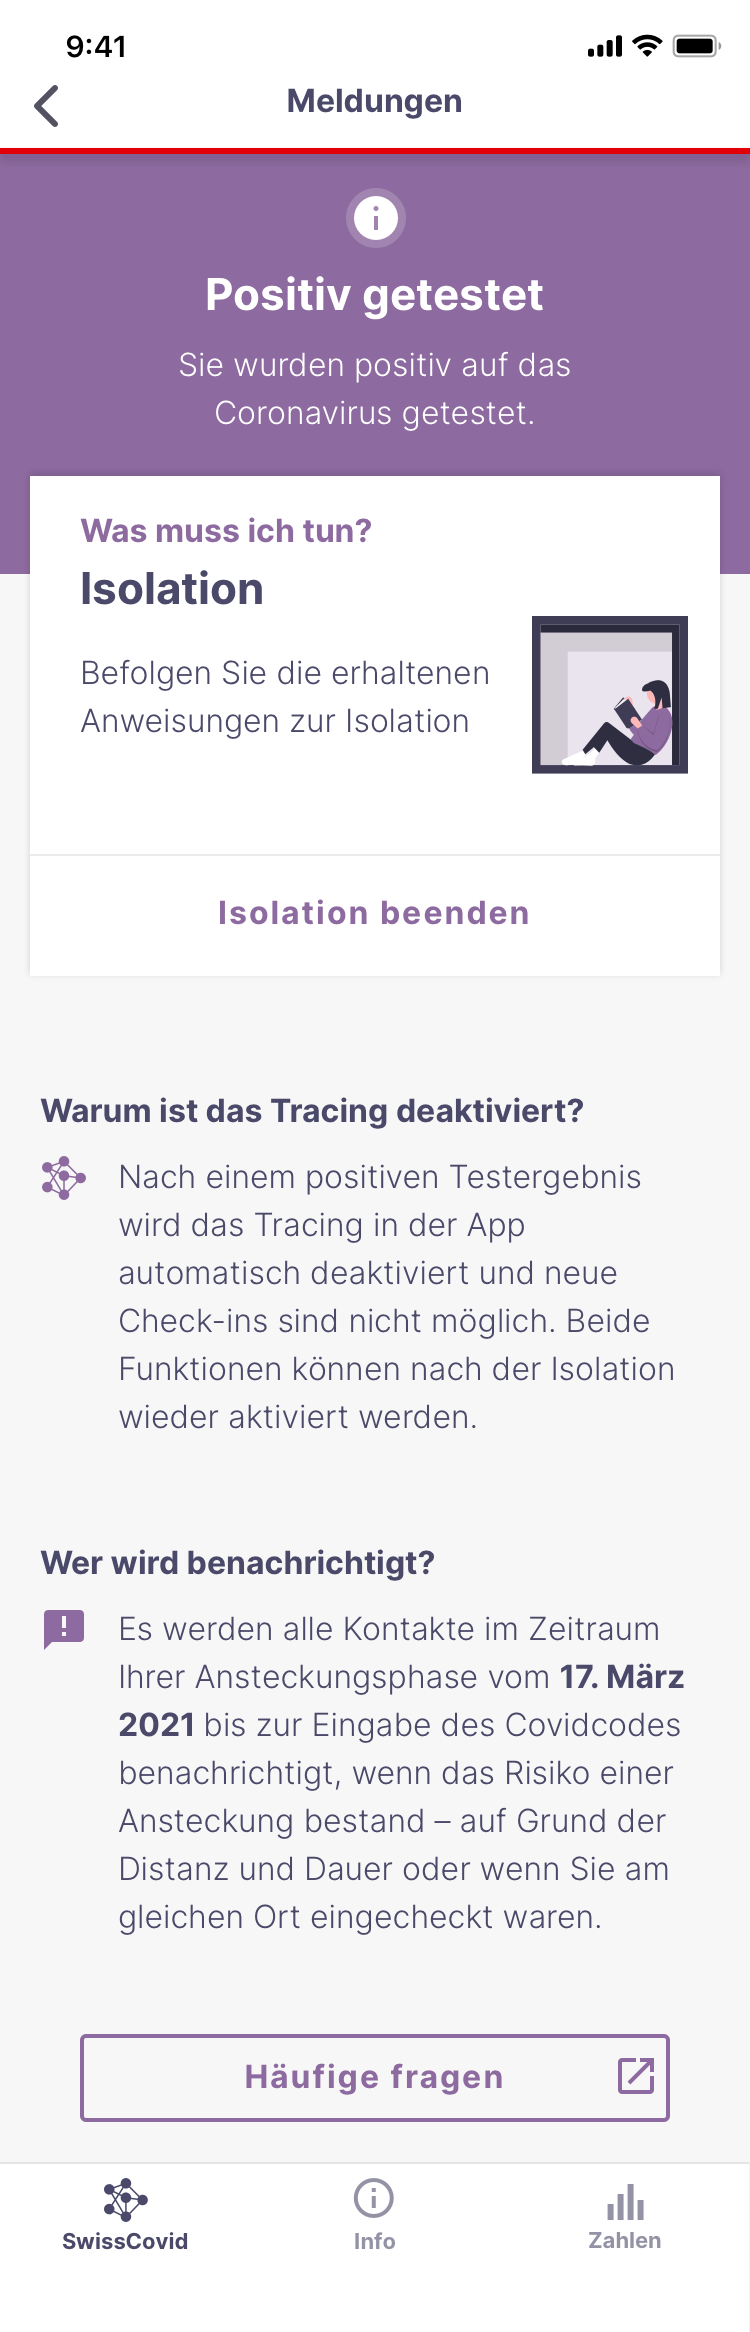 9:41
Meldungen
Positiv getestet
Sie wurden positiv auf das
Coronavirus getestet.
Was muss ich tun?
Isolation
Befolgen Sie die erhaltenen
Anweisungen zur Isolation
Isolation beenden
Warum ist das Tracing deaktiviert?
Nach einem positiven Testergebnis
wird das Tracing in der App
automatisch deaktiviert und neue
Check-ins sind nicht möglich. Beide
Funktionen können nach der Isolation
wieder aktiviert werden.
Wer wird benachrichtigt?
Es werden alle Kontakte im Zeitraum
Ihrer Ansteckungsphase vom 17. März
2021 bis zur Eingabe des Covidcodes
benachrichtigt, wenn das Risiko einer
Ansteckung bestand – auf Grund der
Distanz und Dauer oder wenn Sie am
gleichen Ort eingecheckt waren.
Häufige fragen
SwissCovid
Info
Zahlen